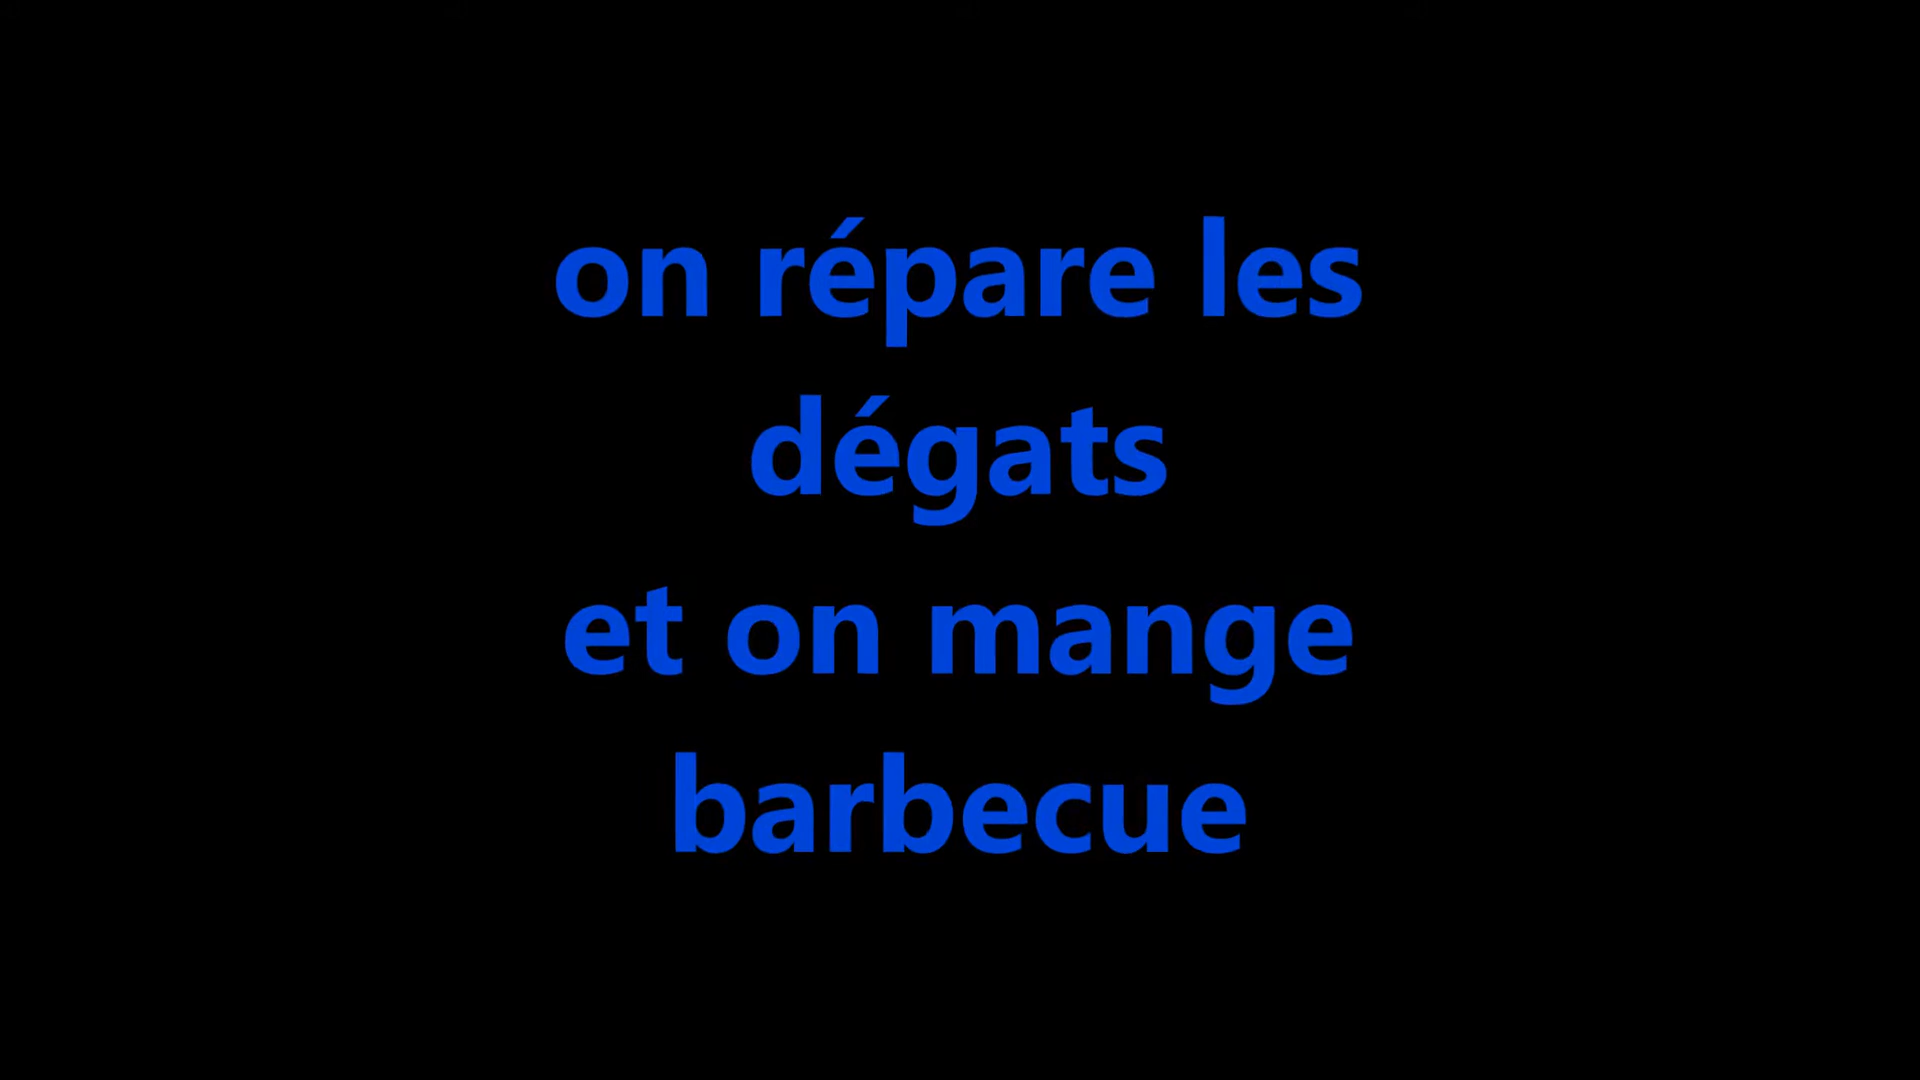 on répare les
dégats
et on mange
barbecue